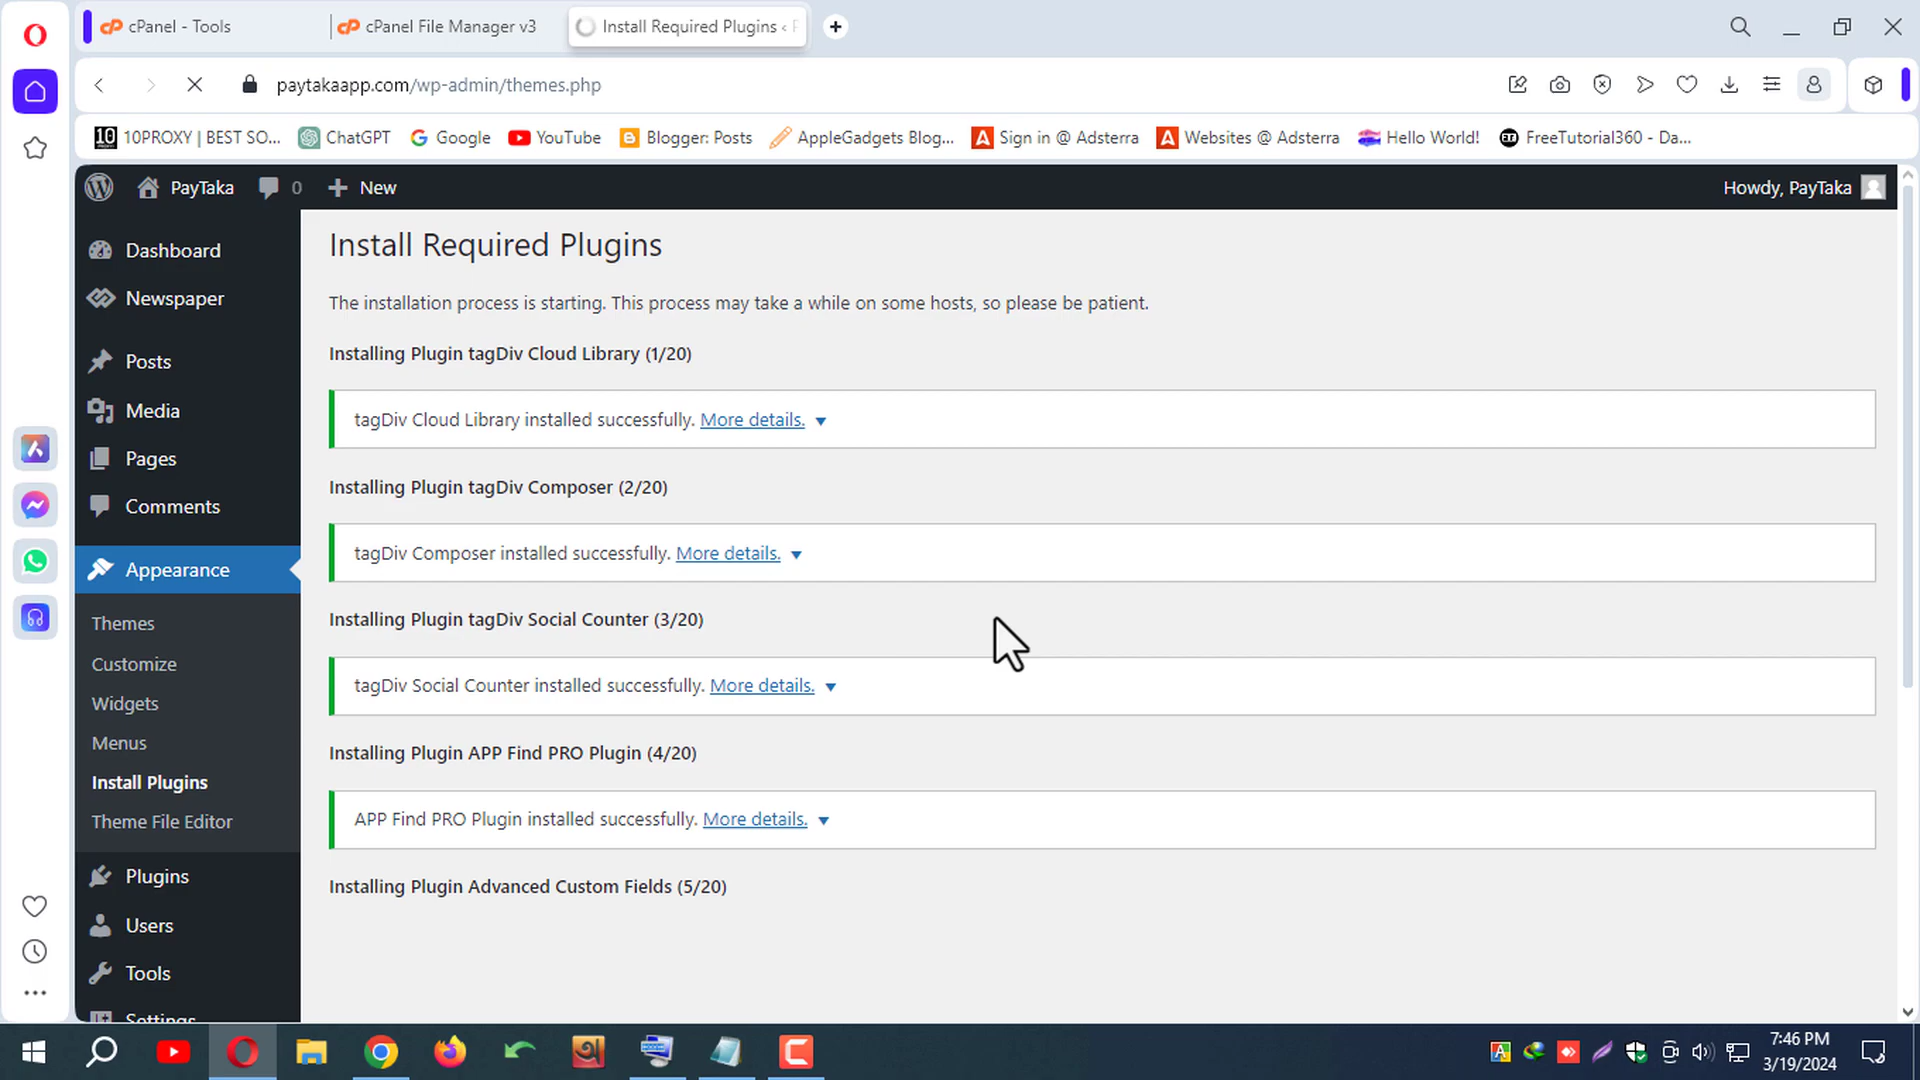 cPanel - Tools
cPanel File Manager v3
Install Required Plugins ‹
paytakaapp.com/wp-admin/themes.php
10PROXY | BEST SO...
ChatGPT
Google
YouTube
Blogger: Posts
AppleGadgets Blog...
Sign in @ Adsterra
Websites @ Adsterra
Hello World!
FreeTutorial360 - Da...
PayTaka
0
New
Howdy, PayTaka
Dashboard
Newspaper
Posts
Media
Pages
Comments
Appearance
Themes
Customize
Widgets
Menus
Install Plugins
Theme File Editor
Plugins
Users
Tools
Settings
Install Required Plugins
The installation process is starting. This process may take a while on some hosts, so please be patient.
Installing Plugin tagDiv Cloud Library (1/20)
tagDiv Cloud Library installed successfully. More details.
Installing Plugin tagDiv Composer (2/20)
tagDiv Composer installed successfully. More details.
Installing Plugin tagDiv Social Counter (3/20)
tagDiv Social Counter installed successfully. More details.
Installing Plugin APP Find PRO Plugin (4/20)
APP Find PRO Plugin installed successfully. More details.
Installing Plugin Advanced Custom Fields (5/20)
7:46 PM
3/19/2024